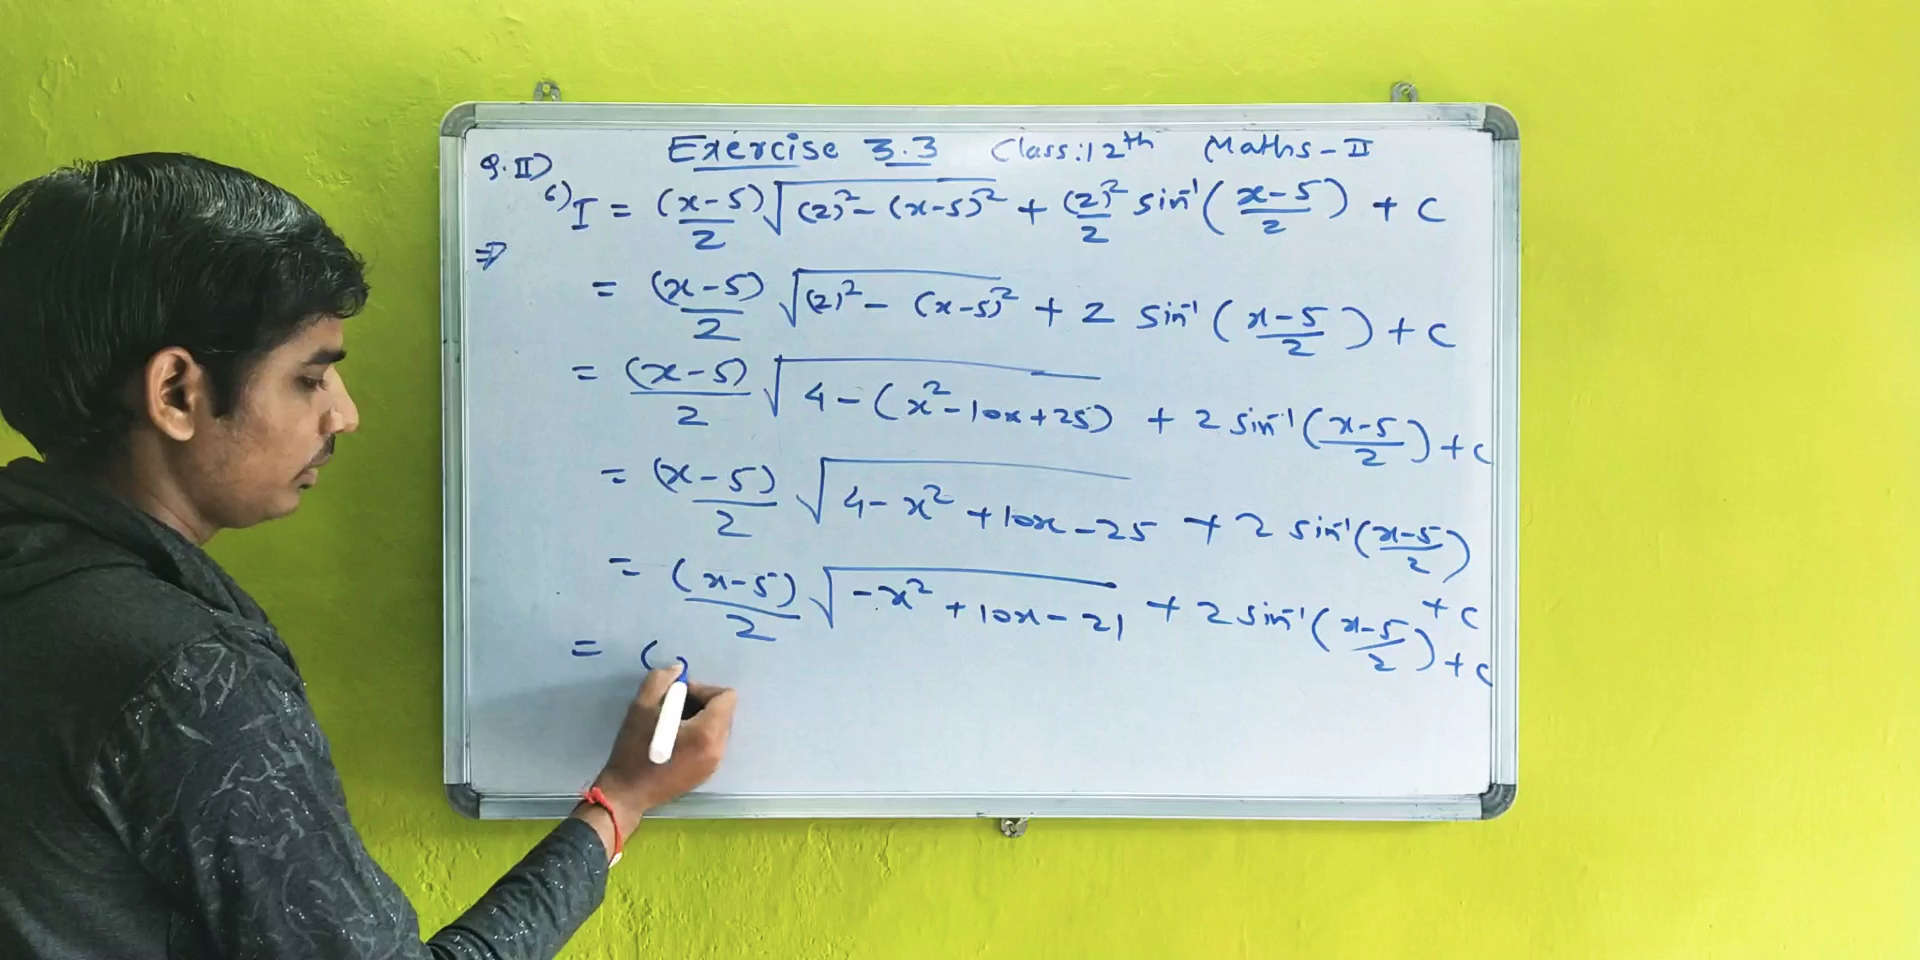 Exercise 3.3 Class:12th Maths-II
Q.II)
6) I = (x-5)/2 √((2)²-(x-5)²) + (2)²/2 sin⁻¹((x-5)/2) + c
⇒
= (x-5)/2 √((2)²-(x-5)²) + 2 sin⁻¹((x-5)/2) + c
= (x-5)/2 √(4-(x²-10x+25)) + 2 sin⁻¹((x-5)/2) + c
= (x-5)/2 √(4-x²+10x-25) + 2 sin⁻¹((x-5)/2)
+ c
= (x-5)/2 √(-x²+10x-21) + 2 sin⁻¹((x-5)/2) + c
= (